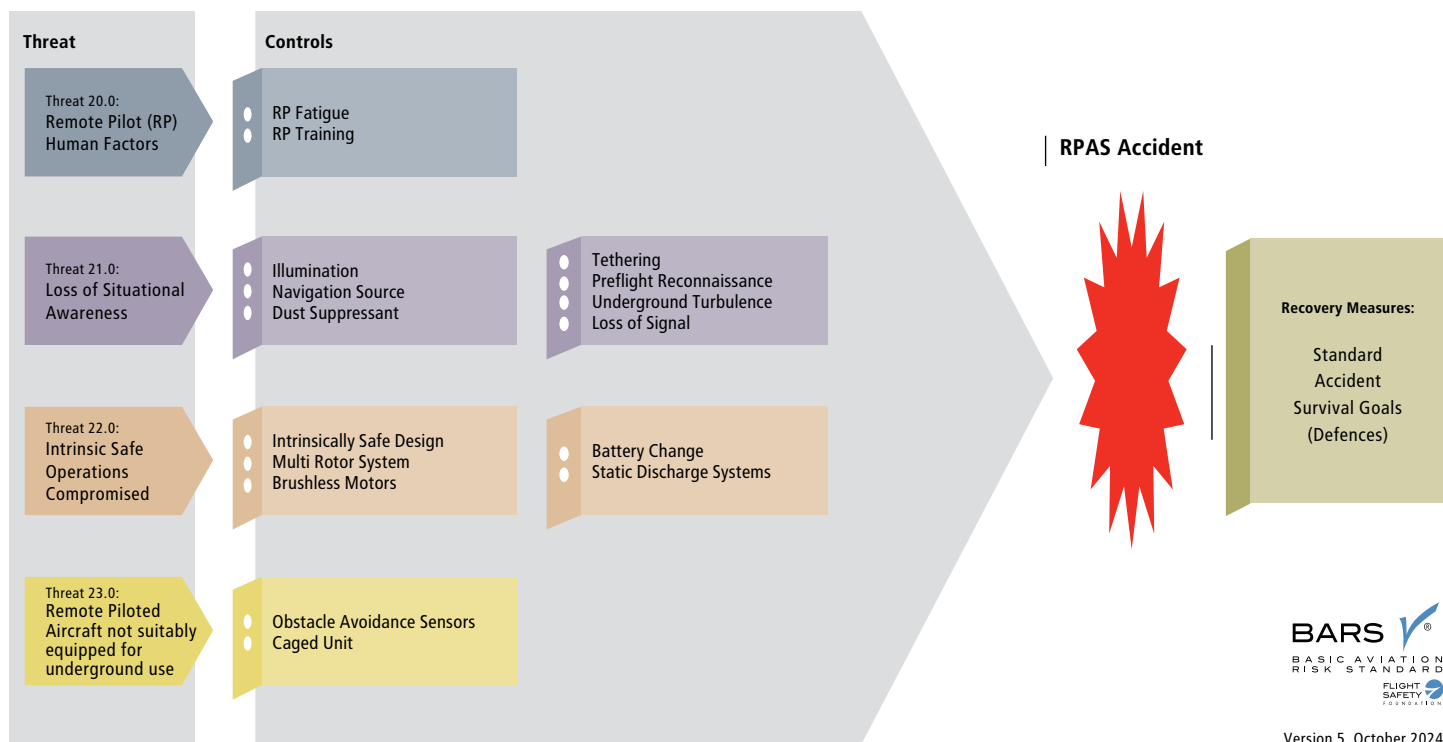 Threat
Controls
Threat 20.0:
Remote Pilot (RP)
Human Factors
RP Fatigue
RP Training
Threat 21.0:
Loss of Situational
Awareness
Illumination
Navigation Source
Dust Suppressant
Tethering
Preflight Reconnaissance
Underground Turbulence
Loss of Signal
Threat 22.0:
Intrinsic Safe
Operations
Compromised
Intrinsically Safe Design
Multi Rotor System
Brushless Motors
Battery Change
Static Discharge Systems
Threat 23.0:
Remote Piloted
Aircraft not suitably
equipped for
underground use
Obstacle Avoidance Sensors
Caged Unit
RPAS Accident
Recovery Measures:
Standard
Accident
Survival Goals
(Defences)
BARS ®
BASIC AVIATION
RISK STANDARD
FLIGHT
SAFETY
FOUNDATION
Version 5, October 2024